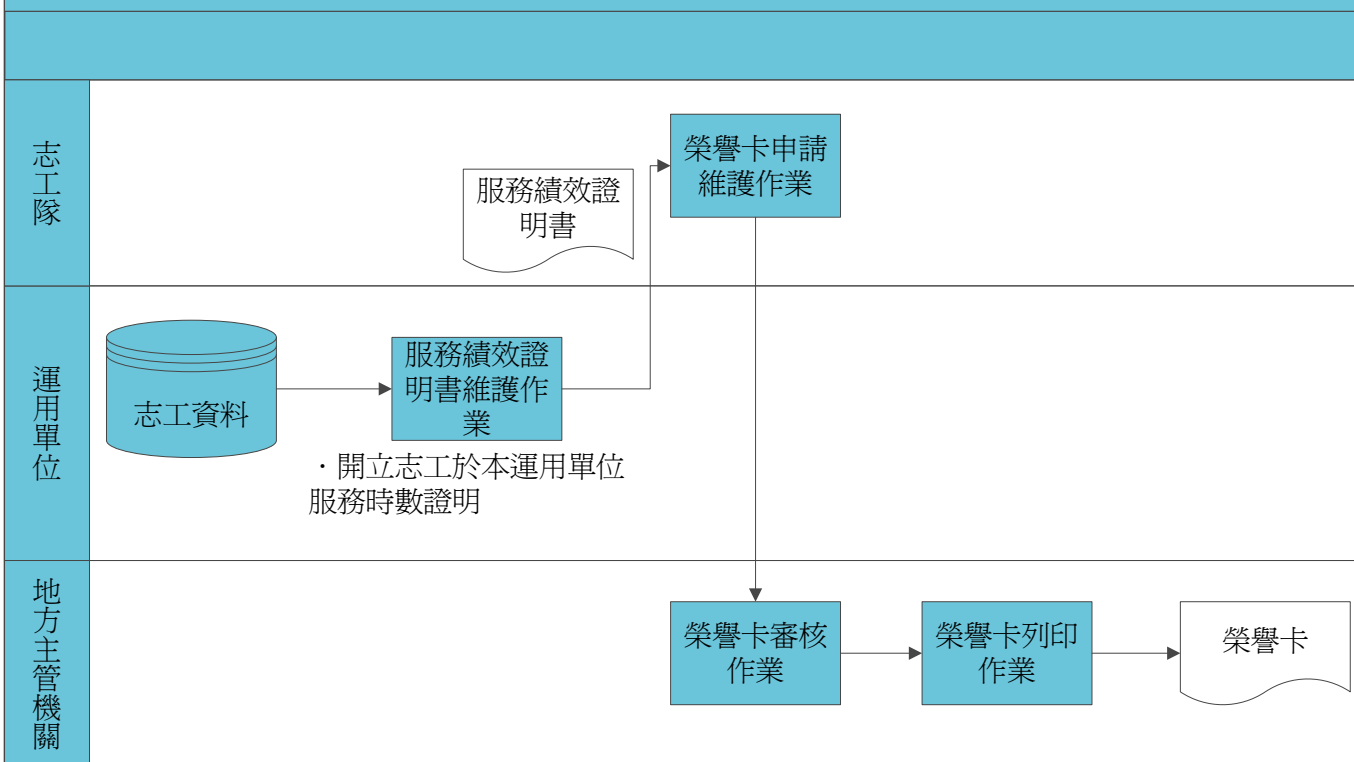 志工隊
服務績效證
明書
榮譽卡申請
維護作業
運用單位
志工資料
服務績效證
明書維護作
業
．開立志工於本運用單位
服務時數證明
地方主管機關
榮譽卡審核
作業
榮譽卡列印
作業
榮譽卡